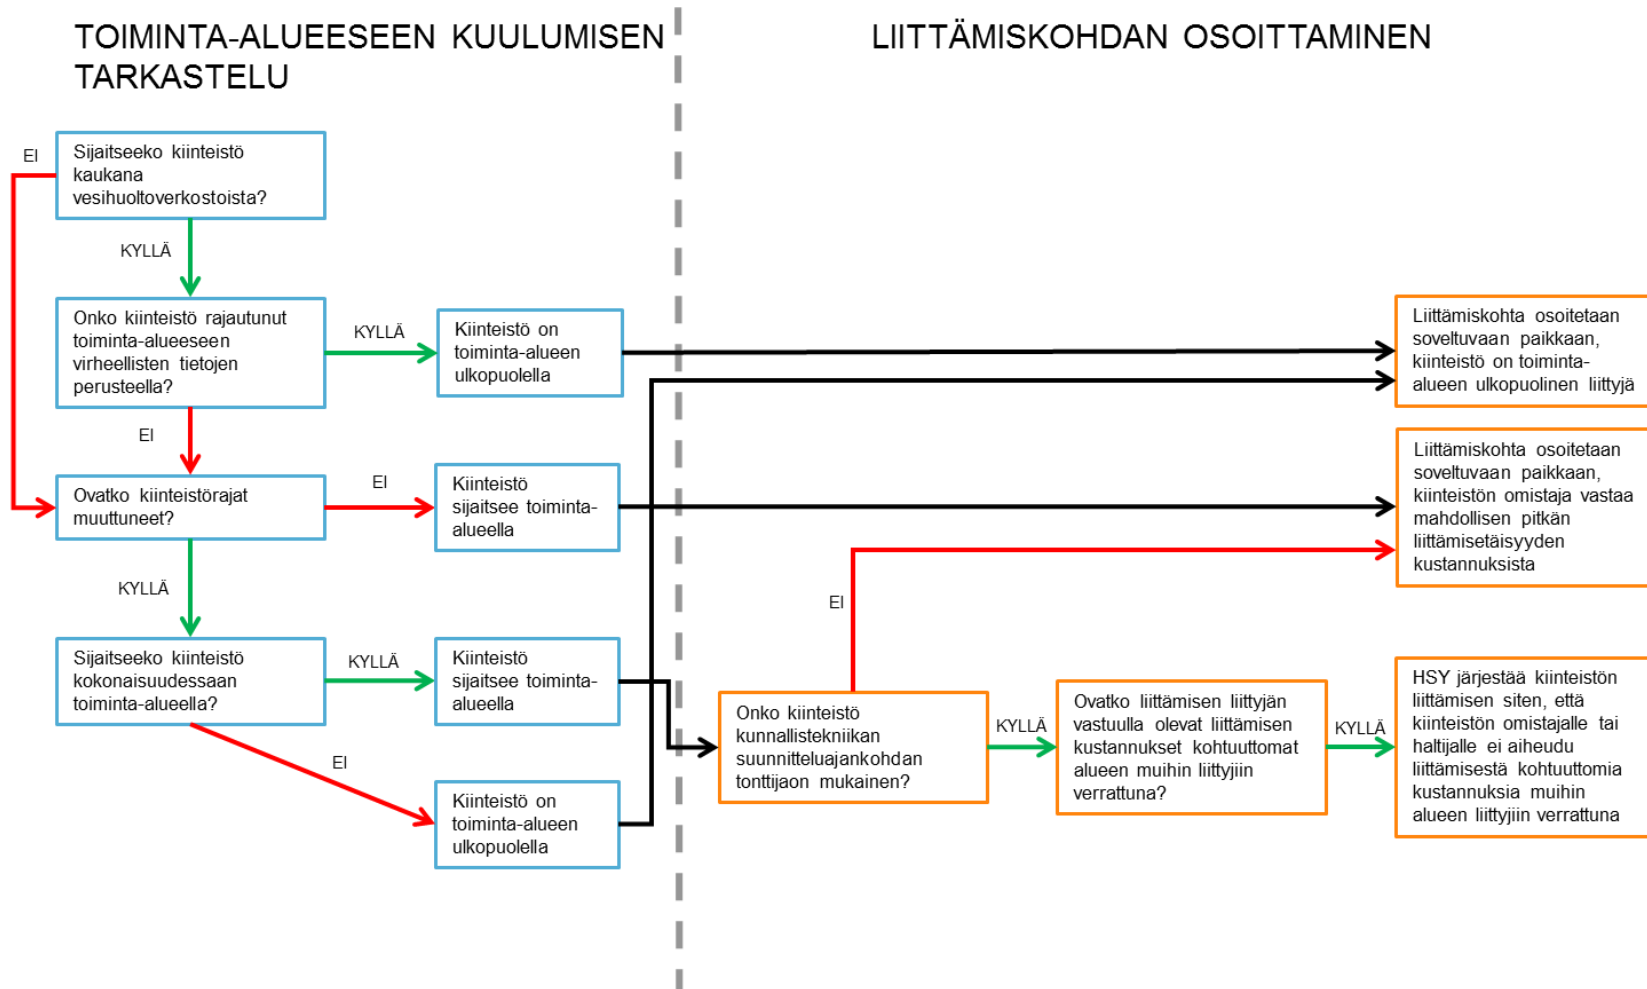 TOIMINTA-ALUEESEEN KUULUMISEN
TARKASTELU
LIITTÄMISKOHDAN OSOITTAMINEN
EI
Sijaitseeko kiinteistö
kaukana
vesihuoltoverkostoista?
KYLLÄ
Onko kiinteistö rajautunut
toiminta-alueeseen
virheellisten tietojen
perusteella?
KYLLÄ
Kiinteistö on
toiminta-alueen
ulkopuolella
Liittämiskohta osoitetaan
soveltuvaan paikkaan,
kiinteistö on toiminta-
alueen ulkopuolinen liittyjä
EI
Ovatko kiinteistörajat
muuttuneet?
EI
Kiinteistö
sijaitsee toiminta-
alueella
Liittämiskohta osoitetaan
soveltuvaan paikkaan,
kiinteistön omistaja vastaa
mahdollisen pitkän
liittämisetäisyyden
kustannuksista
KYLLÄ
EI
Sijaitseeko kiinteistö
kokonaisuudessaan
toiminta-alueella?
KYLLÄ
Kiinteistö
sijaitsee toiminta-
alueella
EI
Kiinteistö on
toiminta-alueen
ulkopuolella
Onko kiinteistö
kunnallistekniikan
suunnitteluajankohdan
tonttijaon mukainen?
KYLLÄ
Ovatko liittämisen liittyjän
vastuulla olevat liittämisen
kustannukset kohtuuttomat
alueen muihin liittyjiin
verrattuna?
KYLLÄ
HSY järjestää kiinteistön
liittämisen siten, että
kiinteistön omistajalle tai
haltijalle ei aiheudu
liittämisestä kohtuuttomia
kustannuksia muihin
alueen liittyjiin verrattuna